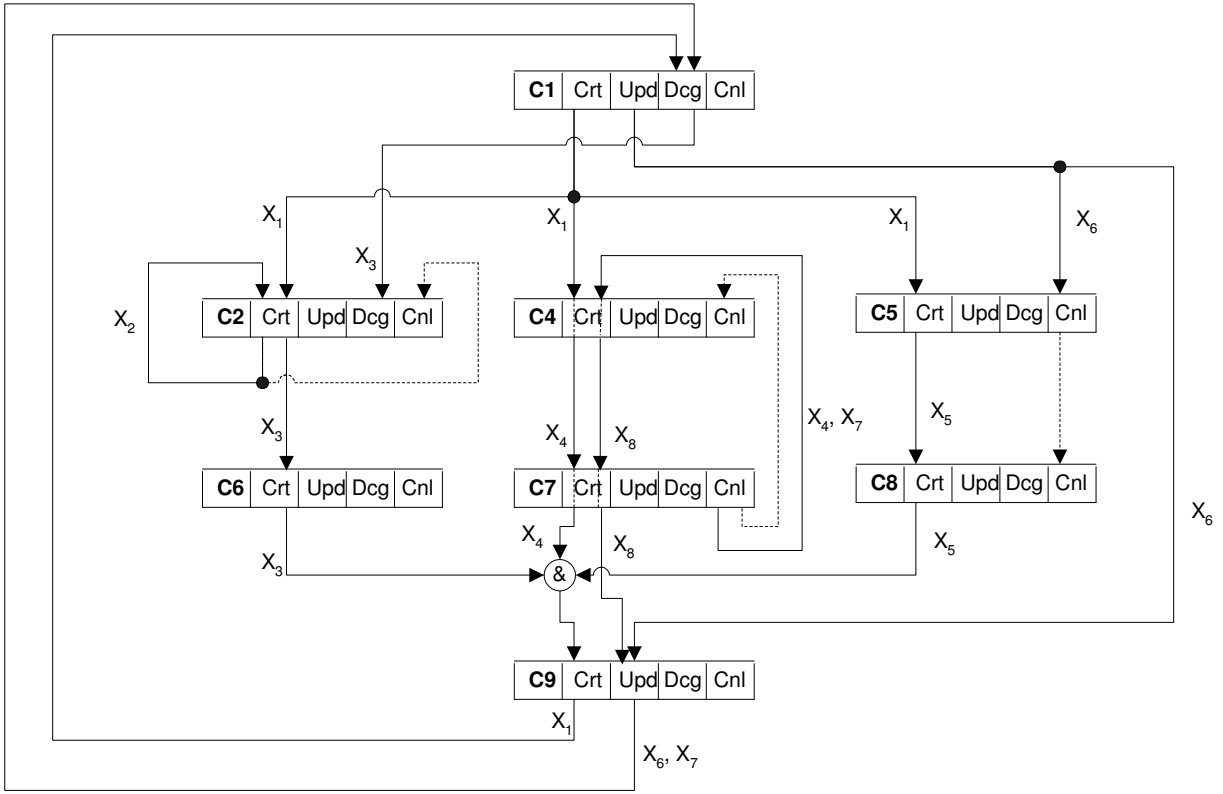 C1 Crt Upd Dcg Cnl
X₁ X₁ X₁ X₆
X₃
C2 Crt Upd Dcg Cnl
C4 Crt Upd Dcg Cnl
C5 Crt Upd Dcg Cnl
X₂
X₃ X₄ X₈ X₄, X₇ X₅
C6 Crt Upd Dcg Cnl
C7 Crt Upd Dcg Cnl
C8 Crt Upd Dcg Cnl
X₆
X₃ X₄ X₈ X₅
&
C9 Crt Upd Dcg Cnl
X₁
X₆, X₇